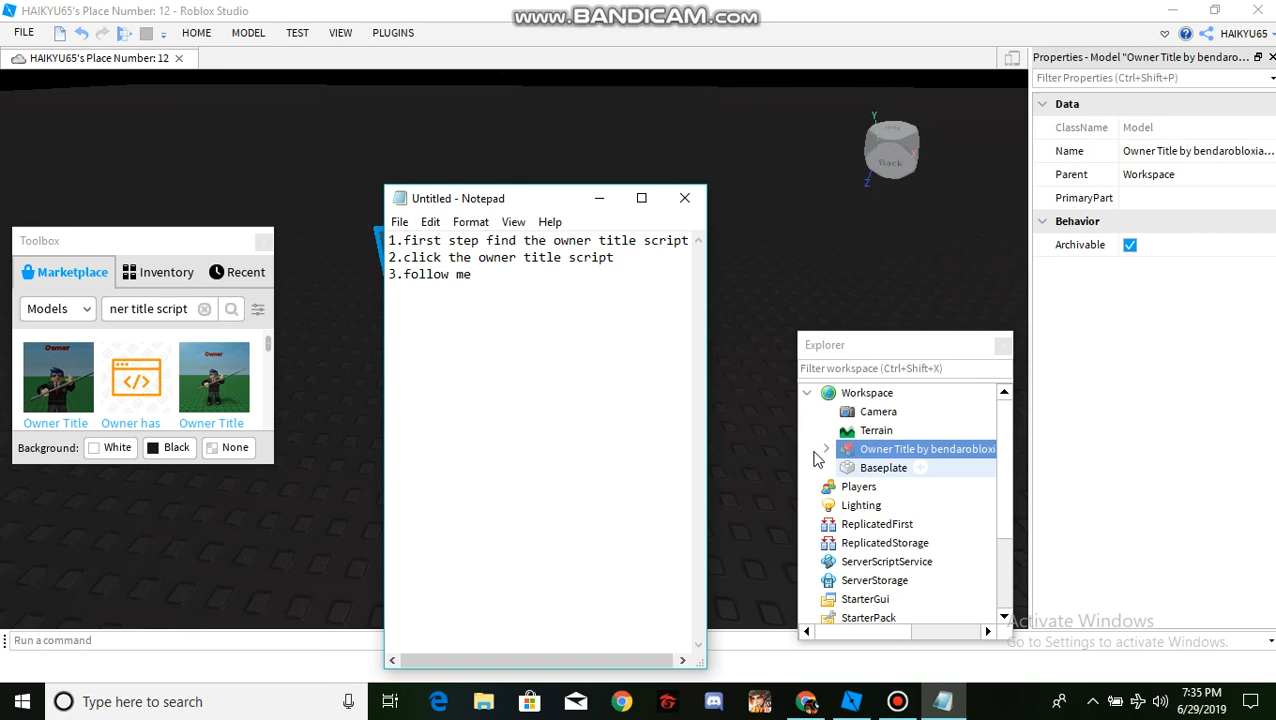 HAIKYU65's Place Number: 12 - Roblox Studio
www.BANDICAM.com
FILE HOME MODEL TEST VIEW PLUGINS
HAIKYU65
HAIKYU65's Place Number: 12
Properties - Model "Owner Title by bendaro...
Filter Properties (Ctrl+Shift+P)
Data
ClassName Model
Name Owner Title by bendarobloxia...
Parent Workspace
PrimaryPart
Behavior
Archivable
Y
Back
Z
Untitled - Notepad
File Edit Format View Help
1.first step find the owner title script
2.click the owner title script
3.follow me
Toolbox
Marketplace Inventory Recent
Models ner title script
Owner Owner
Owner Title Owner has Owner Title
Background: White Black None
Explorer
Filter workspace (Ctrl+Shift+X)
Workspace
Camera
Terrain
Owner Title by bendarobloxi
Baseplate
Players
Lighting
ReplicatedFirst
ReplicatedStorage
ServerScriptService
ServerStorage
StarterGui
StarterPack
Activate Windows
Go to Settings to activate Windows.
Run a command
Type here to search
7:35 PM
6/29/2019